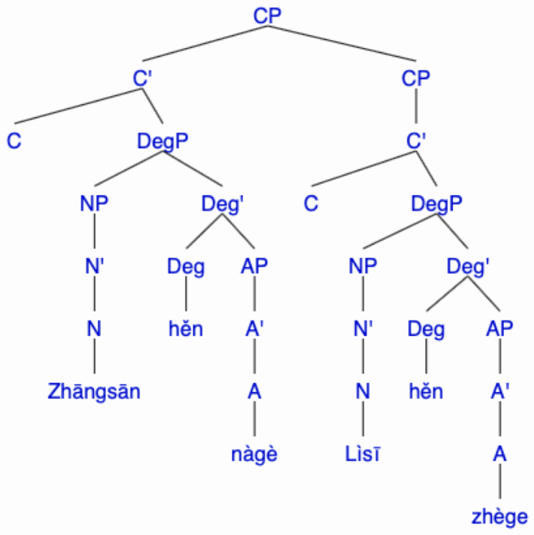 CP
C' CP
C DegP C'
NP Deg' C DegP
N' Deg AP NP Deg'
N hěn A' N' Deg AP
Zhāngsān A N hěn A'
nàgè Lìsī A
zhège